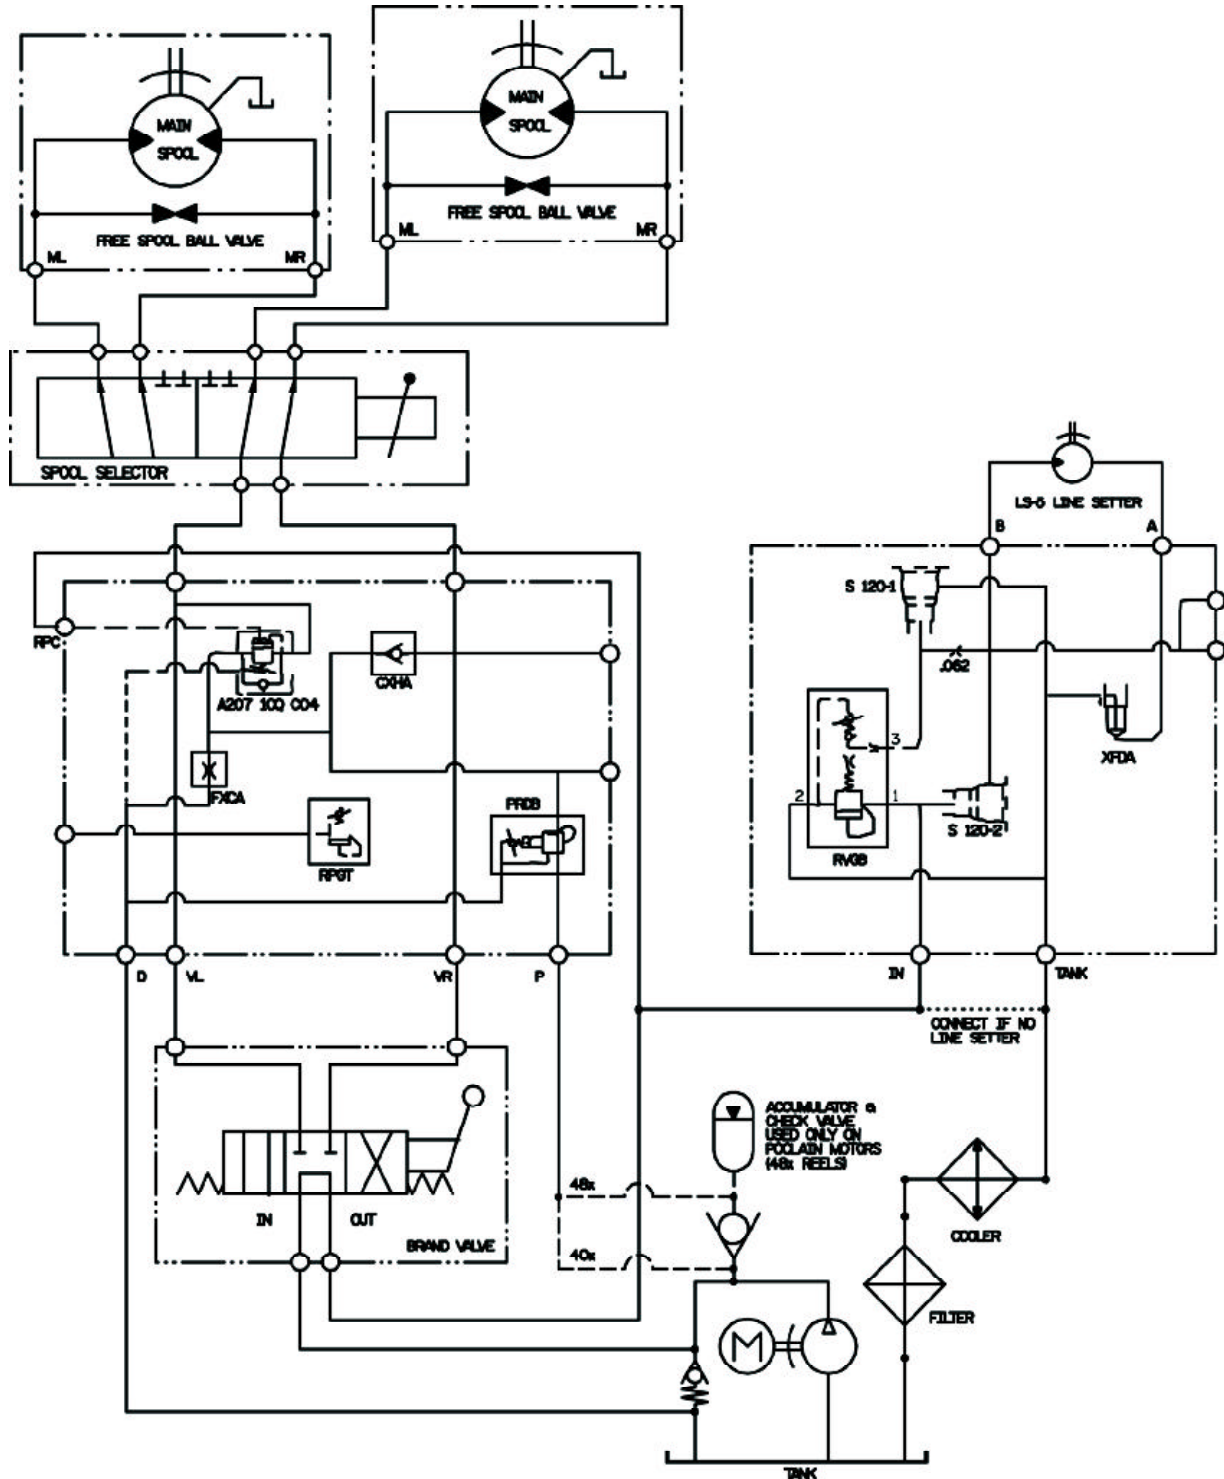 MAIN
SPOOL
FREE SPOOL BALL VALVE
ML
MR
MAIN
SPOOL
FREE SPOOL BALL VALVE
ML
MR
SPOOL SELECTOR
LS-5 LINE SETTER
B
A
S 120-1
.062
3
XFDA
2
1
S 120-2
RVGB
IN
TANK
CONNECT IF NO
LINE SETTER
RPC
A207 10Q C04
CXHA
FXCA
RPGT
PRDB
D
VL
VR
P
IN
OUT
BRAND VALVE
ACCUMULATOR &
CHECK VALVE
USED ONLY ON
POCLAIN MOTORS
(48x REELS)
48x
40x
COOLER
FILTER
M
TANK